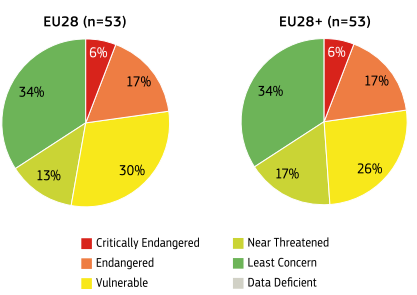 EU28 (n=53)
EU28+ (n=53)
6%
17%
30%
13%
34%
6%
17%
26%
17%
34%
Critically Endangered
Endangered
Vulnerable
Near Threatened
Least Concern
Data Deficient